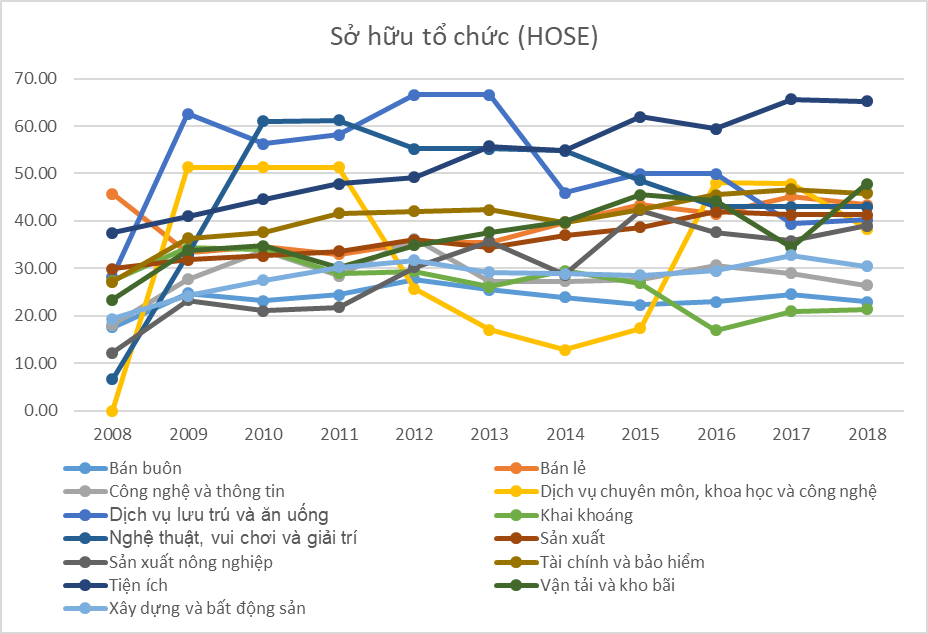 Sở hữu tổ chức (HOSE)
70.00
60.00
50.00
40.00
30.00
20.00
10.00
0.00
2008 2009 2010 2011 2012 2013 2014 2015 2016 2017 2018
Bán buôn Bán lẻ
Công nghệ và thông tin Dịch vụ chuyên môn, khoa học và công nghệ
Dịch vụ lưu trú và ăn uống Khai khoáng
Nghệ thuật, vui chơi và giải trí Sản xuất
Sản xuất nông nghiệp Tài chính và bảo hiểm
Tiện ích Vận tải và kho bãi
Xây dựng và bất động sản